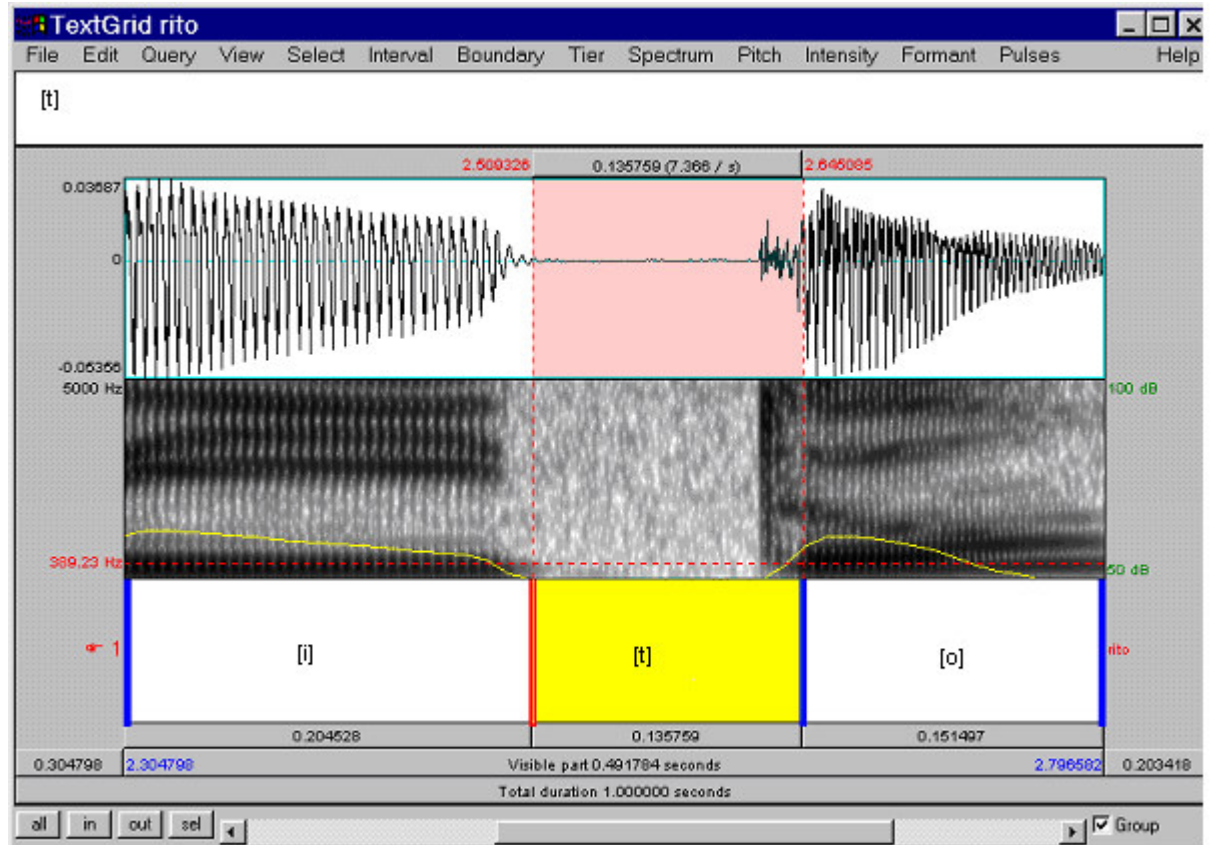 TextGrid rito
File Edit Query View Select Interval Boundary Tier Spectrum Pitch Intensity Formant Pulses Help
[t]
2.509326 0.135759 (7.366 / s) 2.645085
0.03687
0
-0.05356
5000 Hz 100 dB
389.23 Hz 50 dB
1 [i] [t] [o] rito
0.204528 0.135759 0.151497
0.304798 2.304798 Visible part 0.491784 seconds 2.796582 0.203418
Total duration 1.000000 seconds
all in out sel Group